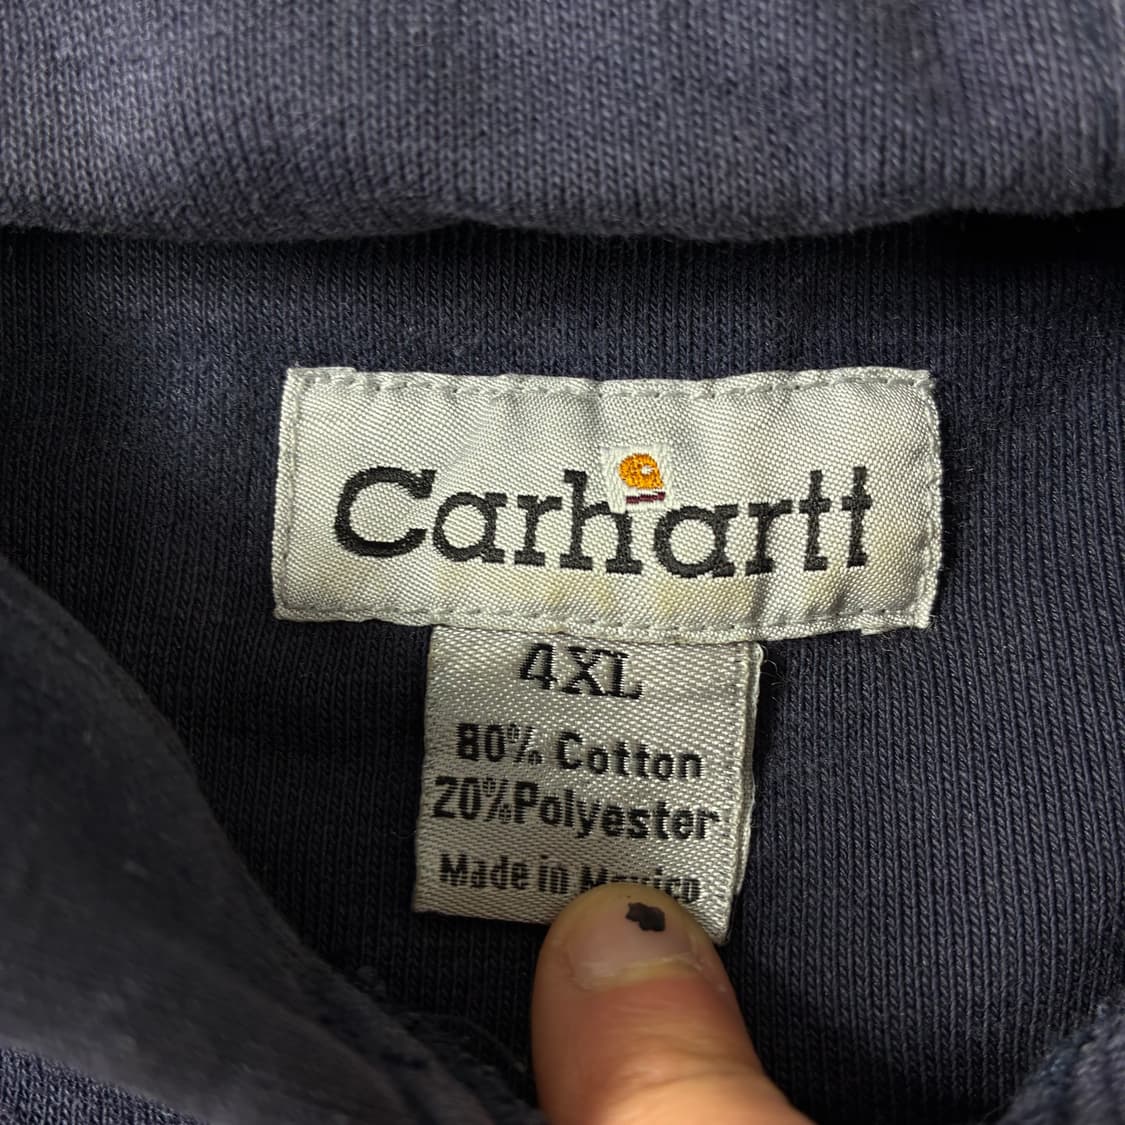 Carhartt
4XL
80% Cotton
20% Polyester
Made in Mexico